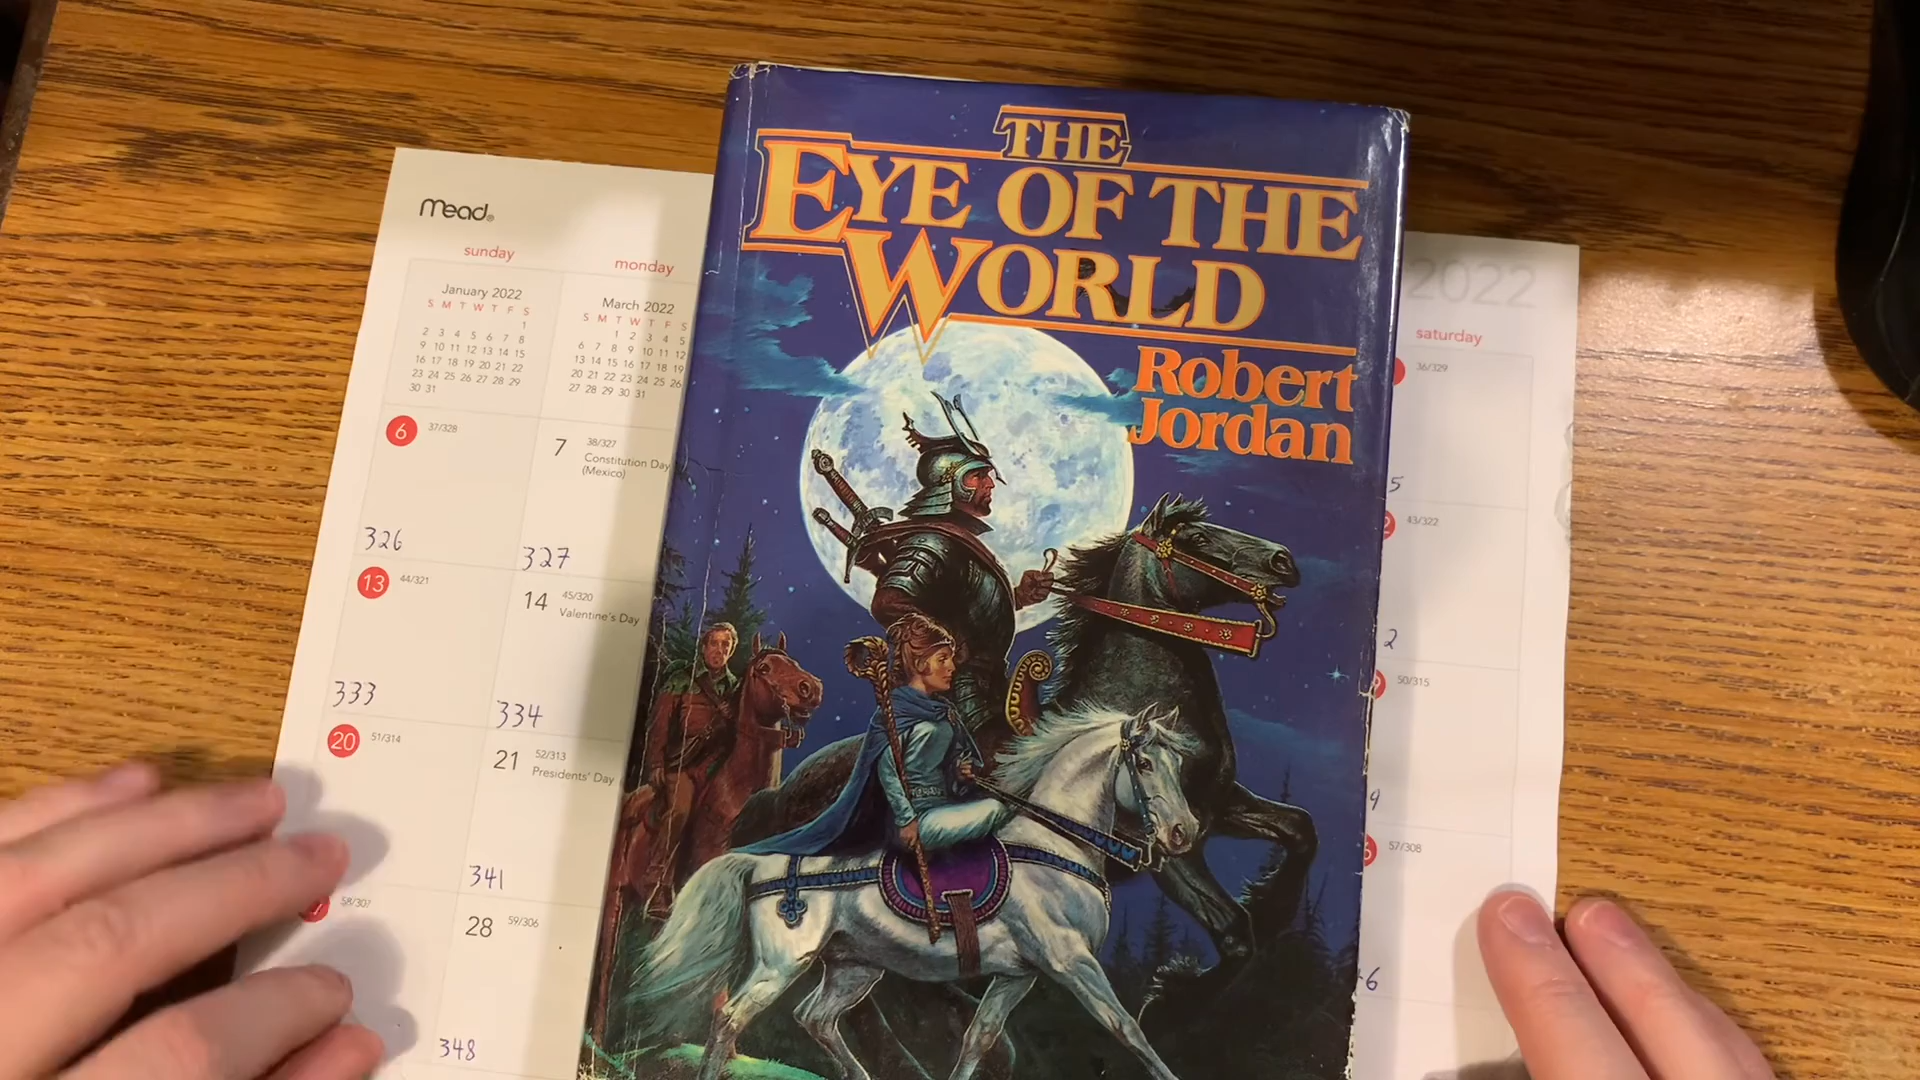 THE
EYE OF THE
WORLD
Robert
Jordan
Mead®
2022
sunday
monday
saturday
January 2022
S M T W T F S
1
2 3 4 5 6 7 8
9 10 11 12 13 14 15
16 17 18 19 20 21 22
23 24 25 26 27 28 29
30 31
March 2022
S M T W T F S
1 2 3 4 5
6 7 8 9 10 11 12
13 14 15 16 17 18 19
20 21 22 23 24 25 26
27 28 29 30 31
36/329
5
6 37/328
326
7 38/327
Constitution Day
(Mexico)
327
43/322
2
13 44/321
333
14 45/320
Valentine's Day
334
50/315
9
20 51/314
21 52/313
Presidents' Day
341
57/308
6
58/307
28 59/306
348